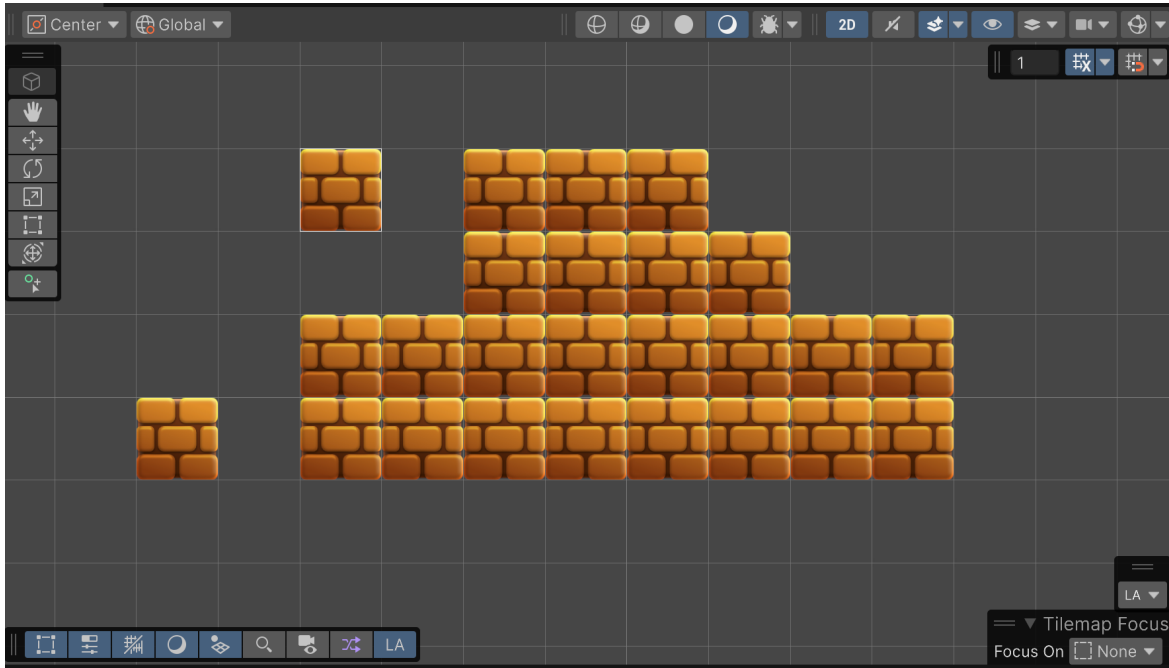 Center Global 2D
1
LA
Tilemap Focus
Focus On None
LA